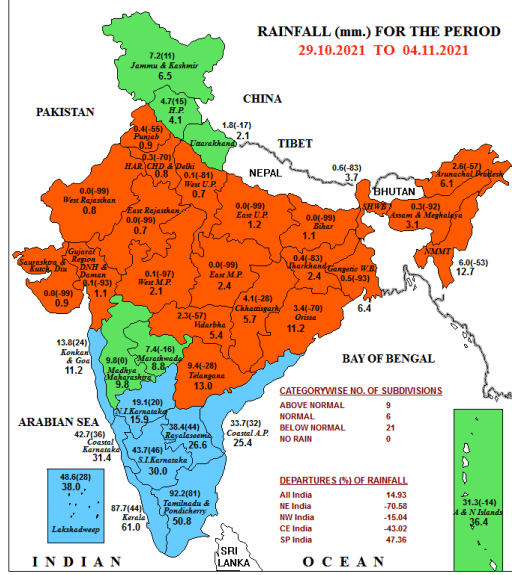 RAINFALL (mm.) FOR THE PERIOD
29.10.2021 TO 04.11.2021
7.2(11)
Jammu & Kashmir
6.5
PAKISTAN
CHINA
4.7(15)
H.P.
4.1
1.8(-17)
2.1
Uttarakhand
TIBET
0.4(-55)
Punjab
0.9
0.3(-70)
HAR. CHD & Delhi
0.8
0.1(-81)
West U.P.
0.7
NEPAL
0.6(-83)
3.7
BHUTAN
2.6(-57)
Arunachal Pradesh
6.1
0.0(-99)
West Rajasthan
0.8
East Rajasthan
0.0(-99)
0.7
0.0(-99)
East U.P.
1.2
0.0(-99)
Bihar
1.1
SHWB
0.3(-92)
Assam & Meghalaya
3.1
NMMT
6.0(-53)
12.7
Saurashtra &
Kutch, Diu
0.0(-99)
0.9
Gujarat
Region
DNH &
Daman
0.1(-93)
1.1
0.1(-97)
West M.P.
2.1
0.0(-99)
East M.P.
2.4
0.4(-83)
Jharkhand
2.4
Gangetic W.B.
0.5(-93)
6.4
2.3(-57)
Vidarbha
5.4
4.1(-28)
Chhattisgarh
5.7
3.4(-70)
Orissa
11.2
13.8(24)
Konkan
& Goa
11.2
9.8(0)
Madhya
Maharashtra
9.8
7.4(-16)
Marathwada
8.8
9.4(-28)
Telangana
13.0
BAY OF BENGAL
ARABIAN SEA
19.1(20)
N.I.Karnataka
15.9
38.4(44)
Rayalaseema
26.6
33.7(32)
Coastal A.P.
25.4
42.7(36)
Coastal
Karnataka
31.4
43.7(46)
S.I.Karnataka
30.0
92.2(81)
Tamilnadu &
Pondicherry
50.8
87.7(44)
Kerala
61.0
48.6(28)
38.0
Lakshadweep
CATEGORYWISE NO. OF SUBDIVISIONS
ABOVE NORMAL 9
NORMAL 6
BELOW NORMAL 21
NO RAIN 0
DEPARTURES (%) OF RAINFALL
All India 14.93
NE India -70.58
NW India -15.04
CE India -43.02
SP India 47.36
31.3(-14)
A & N Islands
36.4
SRI
LANKA
INDIAN OCEAN